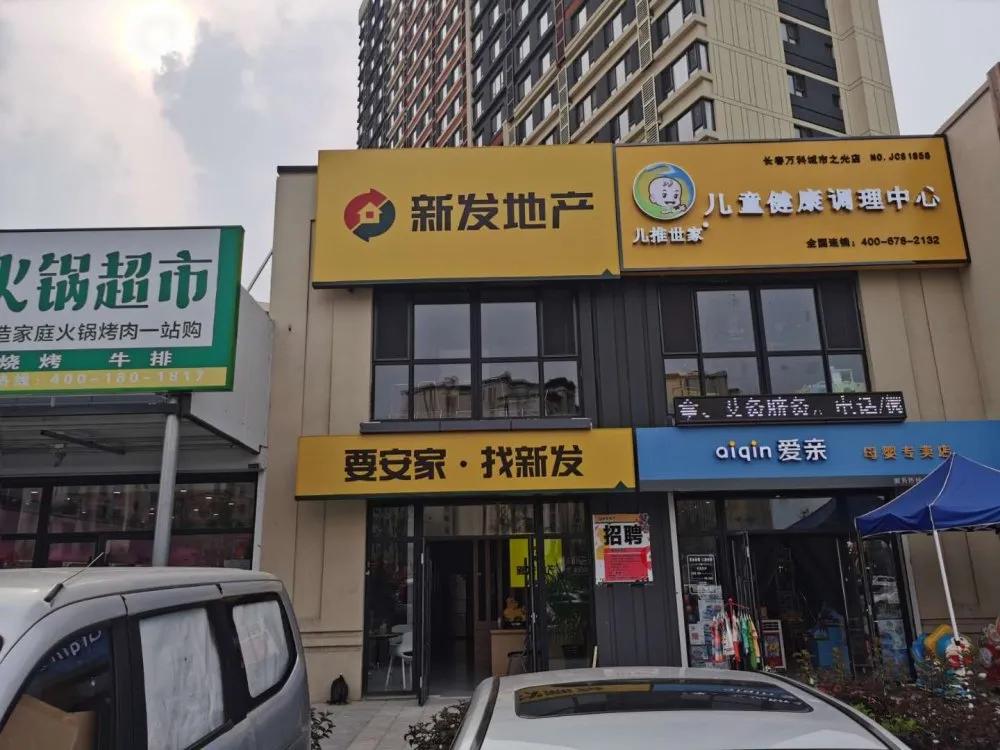 新发地产
长春万科城市之光店 NO.JC81858
儿童健康调理中心
儿推世家
全国连锁：400-678-2132
火锅超市
造家庭火锅烤肉一站购
烧烤 牛排
400-180-1817
要安家·找新发
aiqin 爱亲 母婴专卖店
招聘